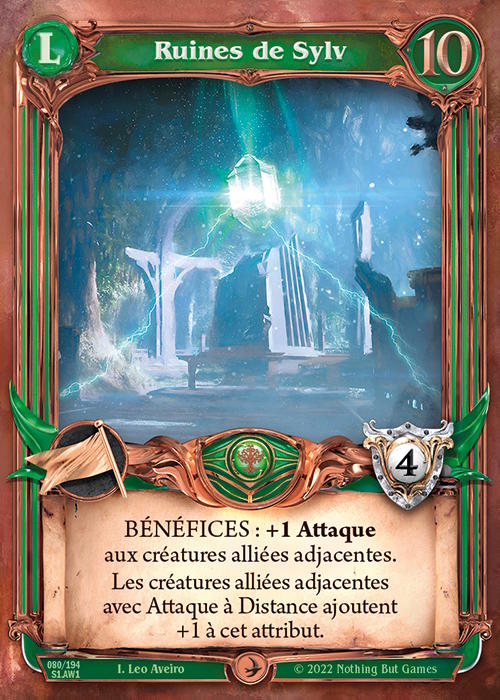 L
Ruines de Sylv
10
4
BÉNÉFICES : +1 Attaque
aux créatures alliées adjacentes.
Les créatures alliées adjacentes
avec Attaque à Distance ajoutent
+1 à cet attribut.
080/194
S1.AW1
I. Leo Aveiro
© 2022 Nothing But Games